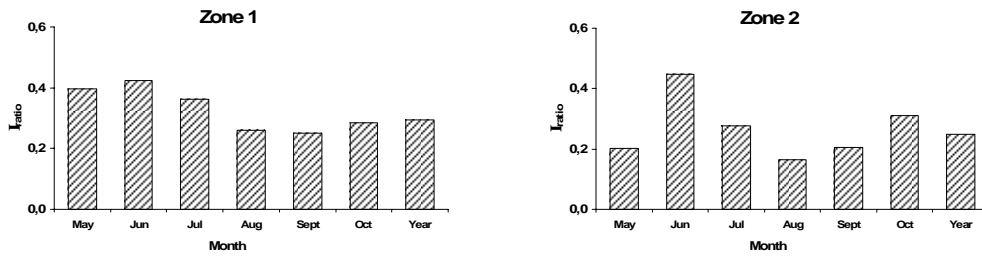 Zone 1
0,6
0,4
0,2
0,0
Iratio
May Jun Jul Aug Sept Oct Year
Month
Zone 2
0,6
0,4
0,2
0,0
Iratio
May Jun Jul Aug Sept Oct Year
Month